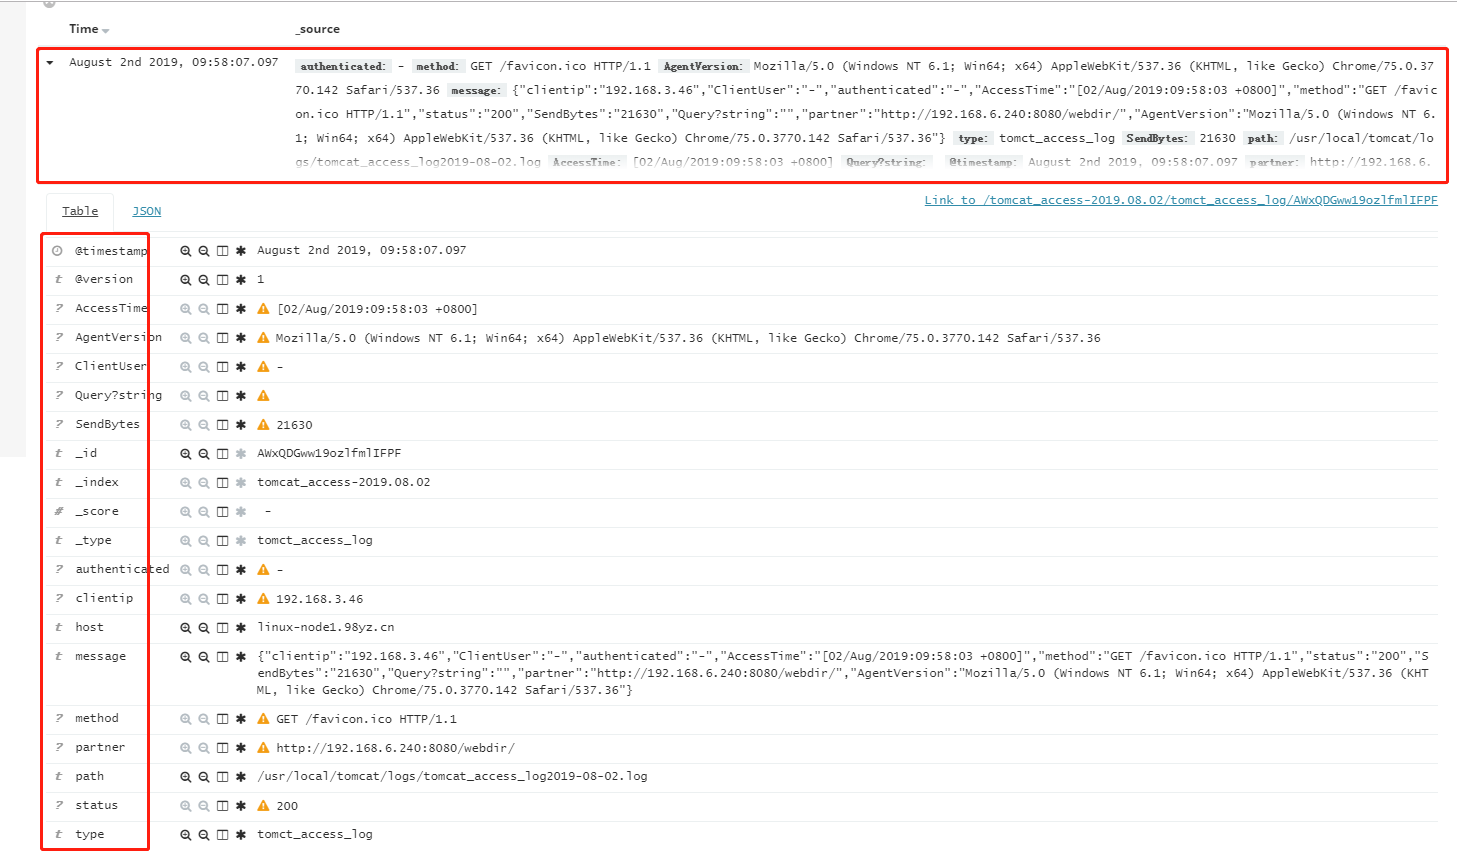 Time _source
August 2nd 2019, 09:58:07.097 authenticated: - method: GET /favicon.ico HTTP/1.1 AgentVersion: Mozilla/5.0 (Windows NT 6.1; Win64; x64) AppleWebKit/537.36 (KHTML, like Gecko) Chrome/75.0.37
70.142 Safari/537.36 message: {"clientip":"192.168.3.46","ClientUser":"-","authenticated":"-","AccessTime":"[02/Aug/2019:09:58:03 +0800]","method":"GET /favic
on.ico HTTP/1.1","status":"200","SendBytes":"21630","Query?string":"","partner":"http://192.168.6.240:8080/webdir/","AgentVersion":"Mozilla/5.0 (Windows NT 6.
1; Win64; x64) AppleWebKit/537.36 (KHTML, like Gecko) Chrome/75.0.3770.142 Safari/537.36"} type: tomct_access_log SendBytes: 21630 path: /usr/local/tomcat/lo
gs/tomcat_access_log2019-08-02.log AccessTime: [02/Aug/2019:09:58:03 +0800] Query?string: @timestamp: August 2nd 2019, 09:58:07.097 partner: http://192.168.6.
Table JSON Link to /tomcat_access-2019.08.02/tomct_access_log/AWxQDGww19ozlfmlIFPF
@timestamp August 2nd 2019, 09:58:07.097
t @version 1
? AccessTime [02/Aug/2019:09:58:03 +0800]
? AgentVersion Mozilla/5.0 (Windows NT 6.1; Win64; x64) AppleWebKit/537.36 (KHTML, like Gecko) Chrome/75.0.3770.142 Safari/537.36
? ClientUser -
? Query?string
? SendBytes 21630
t _id AWxQDGww19ozlfmlIFPF
t _index tomcat_access-2019.08.02
# _score -
t _type tomct_access_log
? authenticated -
? clientip 192.168.3.46
t host linux-node1.98yz.cn
t message {"clientip":"192.168.3.46","ClientUser":"-","authenticated":"-","AccessTime":"[02/Aug/2019:09:58:03 +0800]","method":"GET /favicon.ico HTTP/1.1","status":"200","S
endBytes":"21630","Query?string":"","partner":"http://192.168.6.240:8080/webdir/","AgentVersion":"Mozilla/5.0 (Windows NT 6.1; Win64; x64) AppleWebKit/537.36 (KHT
ML, like Gecko) Chrome/75.0.3770.142 Safari/537.36"}
? method GET /favicon.ico HTTP/1.1
? partner http://192.168.6.240:8080/webdir/
t path /usr/local/tomcat/logs/tomcat_access_log2019-08-02.log
? status 200
t type tomct_access_log